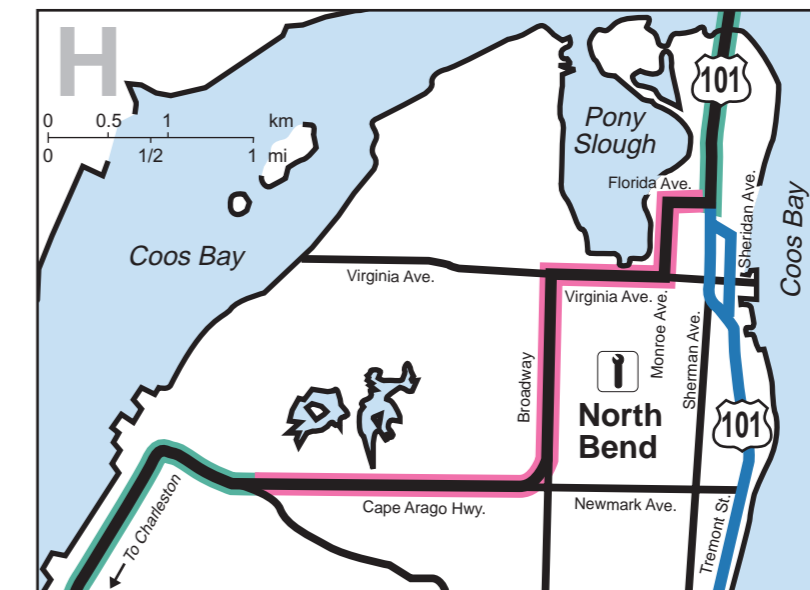 H
0 0.5 1 km
0 1/2 1 mi
101
Pony
Slough
Florida Ave.
Sheridan Ave.
Coos Bay
Coos Bay
Virginia Ave.
Virginia Ave.
Monroe Ave.
Sherman Ave.
Broadway
North
Bend
101
Cape Arago Hwy.
Newmark Ave.
Tremont St.
To Charleston